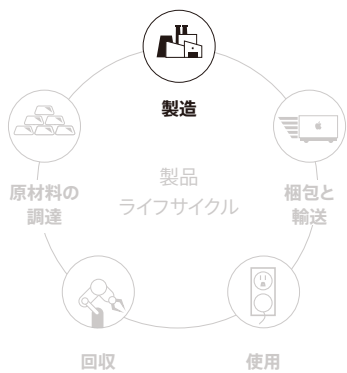 製造
原材料の
調達
製品
ライフサイクル
梱包と
輸送
回収
使用